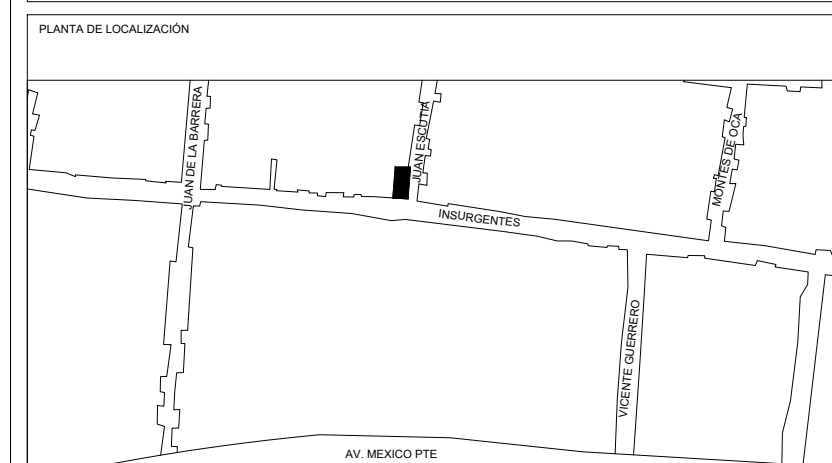 PLANTA DE LOCALIZACIÓN
JUAN DE LA BARRERA
JUAN ESCUTIA
MONTES DE OCA
INSURGENTES
VICENTE GUERRERO
AV. MEXICO PTE